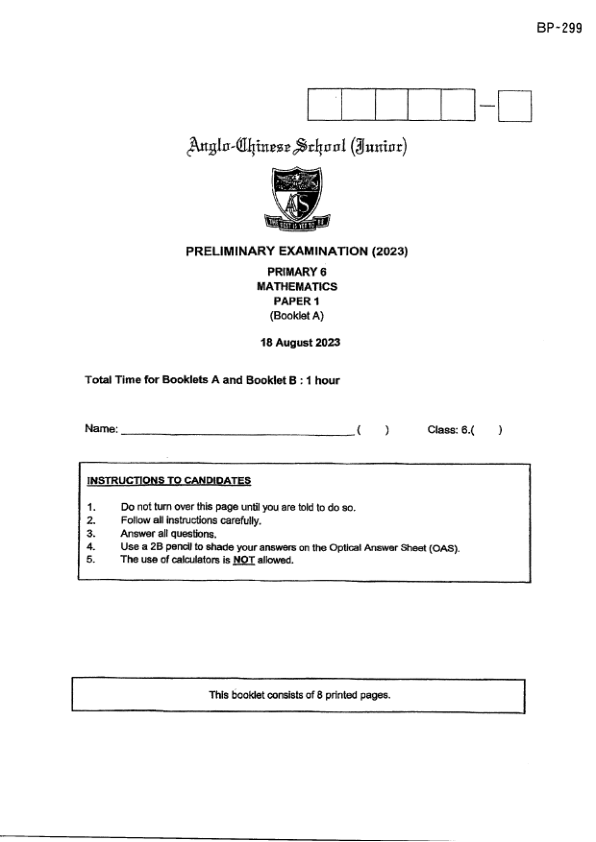 BP-299
Anglo-Chinese School (Junior)
ACS
THE BEST IS YET TO BE
PRELIMINARY EXAMINATION (2023)
PRIMARY 6
MATHEMATICS
PAPER 1
(Booklet A)
18 August 2023
Total Time for Booklets A and Booklet B : 1 hour
Name: ______________________________ ( ) Class: 6.( )
INSTRUCTIONS TO CANDIDATES
1. Do not turn over this page until you are told to do so.
2. Follow all instructions carefully.
3. Answer all questions.
4. Use a 2B pencil to shade your answers on the Optical Answer Sheet (OAS).
5. The use of calculators is NOT allowed.
This booklet consists of 8 printed pages.